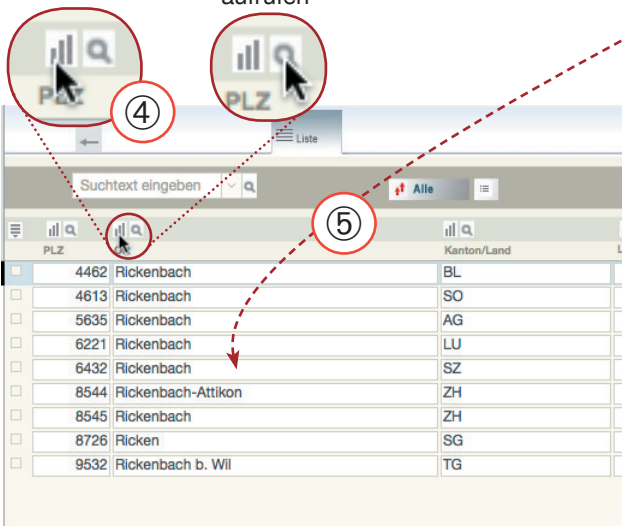 aufrufen
PLZ
PLZ
④
Liste
Suchtext eingeben
Alle
⑤
PLZ
Kanton/Land
4462 Rickenbach BL
4613 Rickenbach SO
5635 Rickenbach AG
6221 Rickenbach LU
6432 Rickenbach SZ
8544 Rickenbach-Attikon ZH
8545 Rickenbach ZH
8726 Ricken SG
9532 Rickenbach b. Wil TG